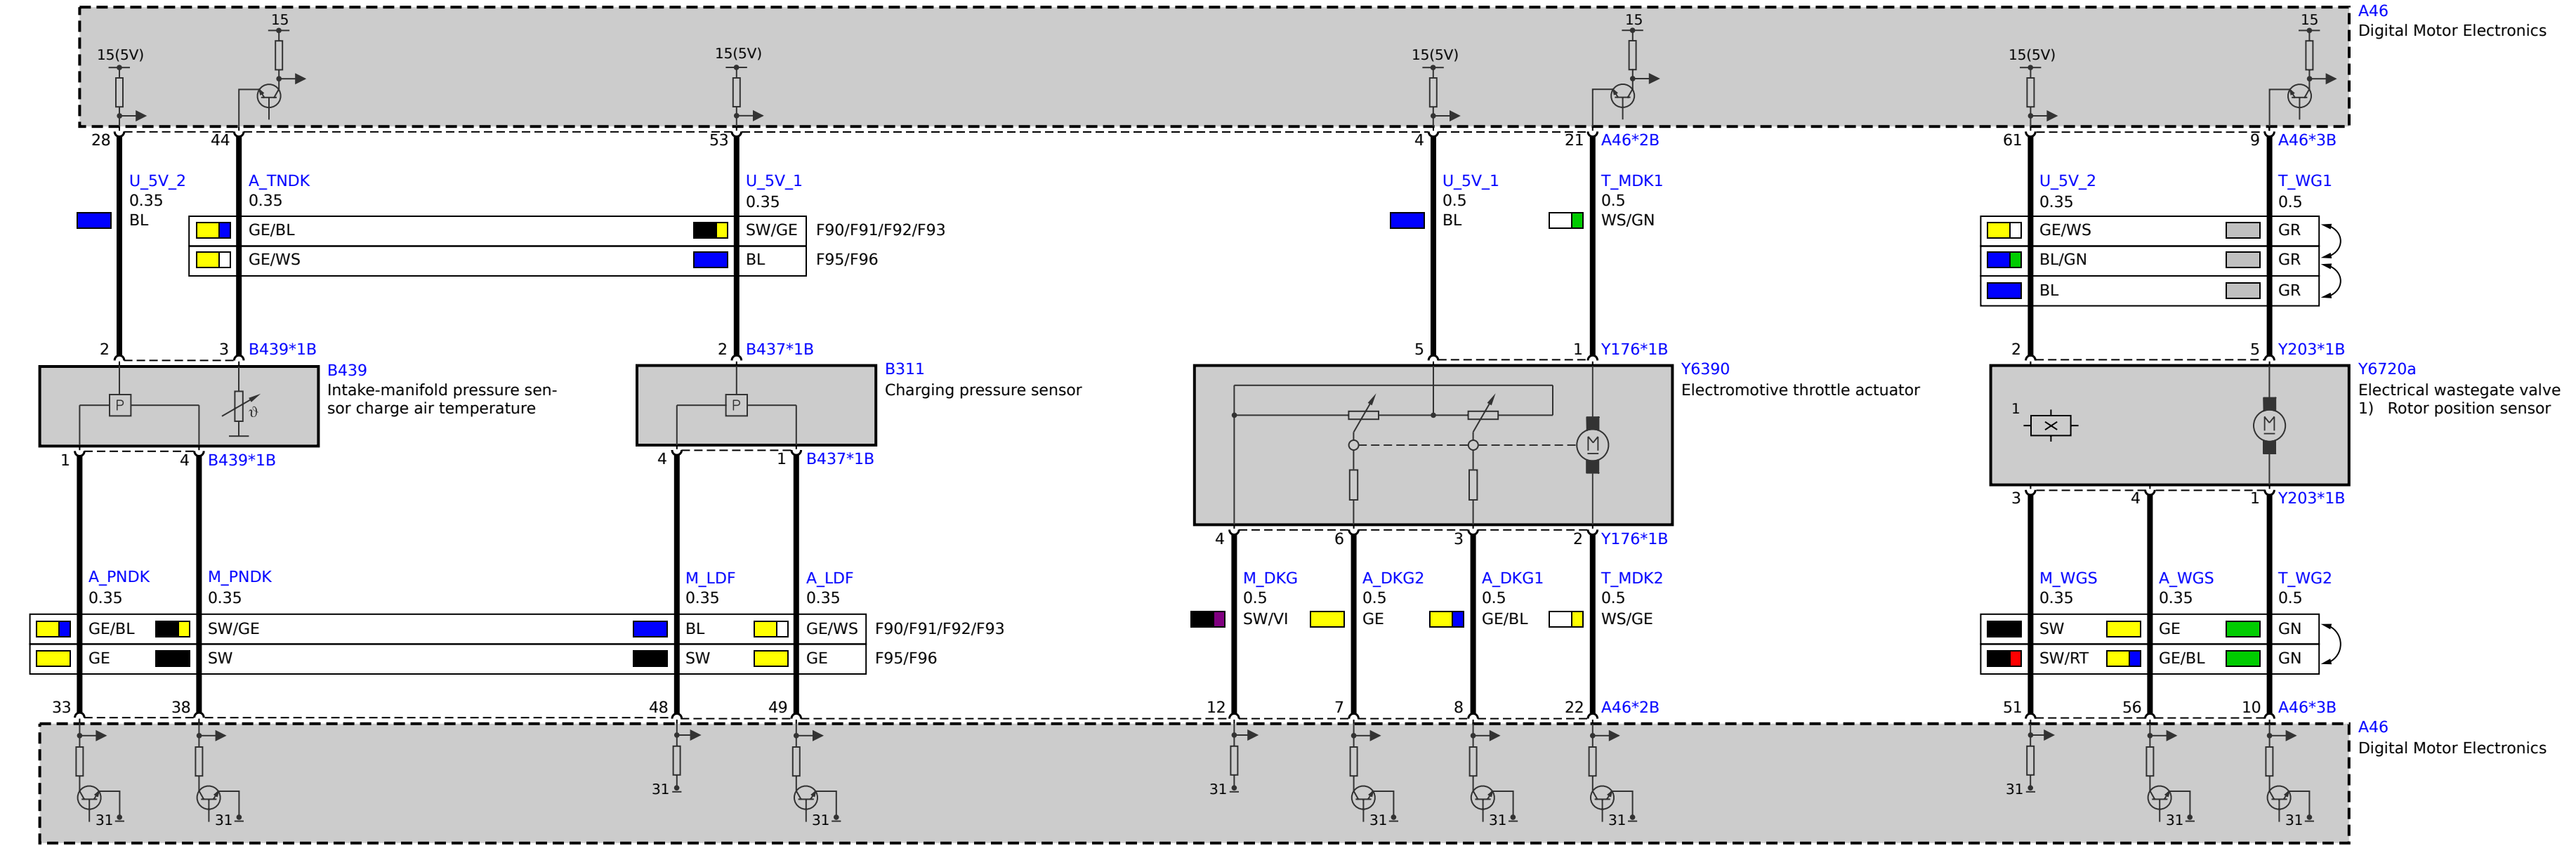 15 15 15 A46
Digital Motor Electronics
15(5V) 15(5V) 15(5V) 15(5V)
28 44 53 4 21 A46*2B 61 9 A46*3B
U_5V_2 A_TNDK U_5V_1 U_5V_1 T_MDK1 U_5V_2 T_WG1
0.35 0.35 0.35 0.5 0.5 0.35 0.5
BL BL WS/GN
GE/BL SW/GE F90/F91/F92/F93 GE/WS GR
GE/WS BL F95/F96 BL/GN GR
BL GR
2 3 B439*1B 2 B437*1B 5 1 Y176*1B 2 5 Y203*1B
B439
Intake-manifold pressure sen-
sor charge air temperature
P ϑ
B311
Charging pressure sensor
P
Y6390
Electromotive throttle actuator
M
Y6720a
Electrical wastegate valve
1) Rotor position sensor
1 X M
1 4 B439*1B 4 1 B437*1B 4 6 3 2 Y176*1B 3 4 1 Y203*1B
A_PNDK M_PNDK M_LDF A_LDF M_DKG A_DKG2 A_DKG1 T_MDK2 M_WGS A_WGS T_WG2
0.35 0.35 0.35 0.35 0.5 0.5 0.5 0.5 0.35 0.35 0.5
SW/VI GE GE/BL WS/GE
GE/BL SW/GE BL GE/WS F90/F91/F92/F93 SW GE GN
GE SW SW GE F95/F96 SW/RT GE/BL GN
33 38 48 49 12 7 8 22 A46*2B 51 56 10 A46*3B
A46
Digital Motor Electronics
31 31 31
31 31 31 31 31 31 31 31